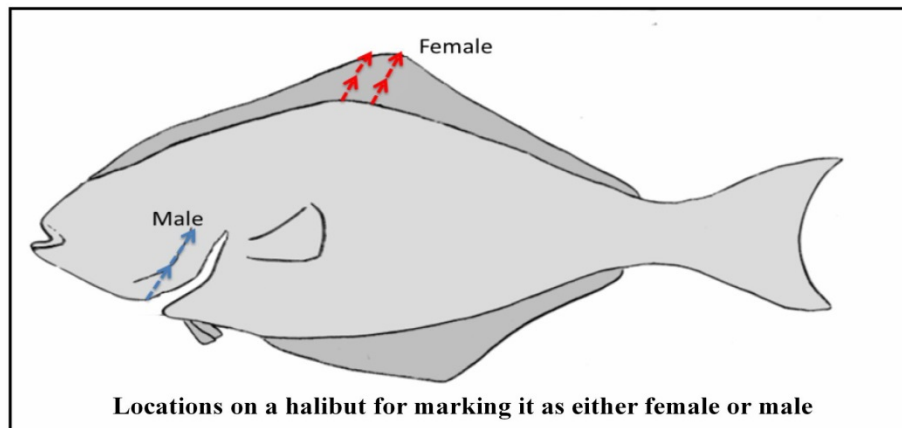 Female
Male
Locations on a halibut for marking it as either female or male